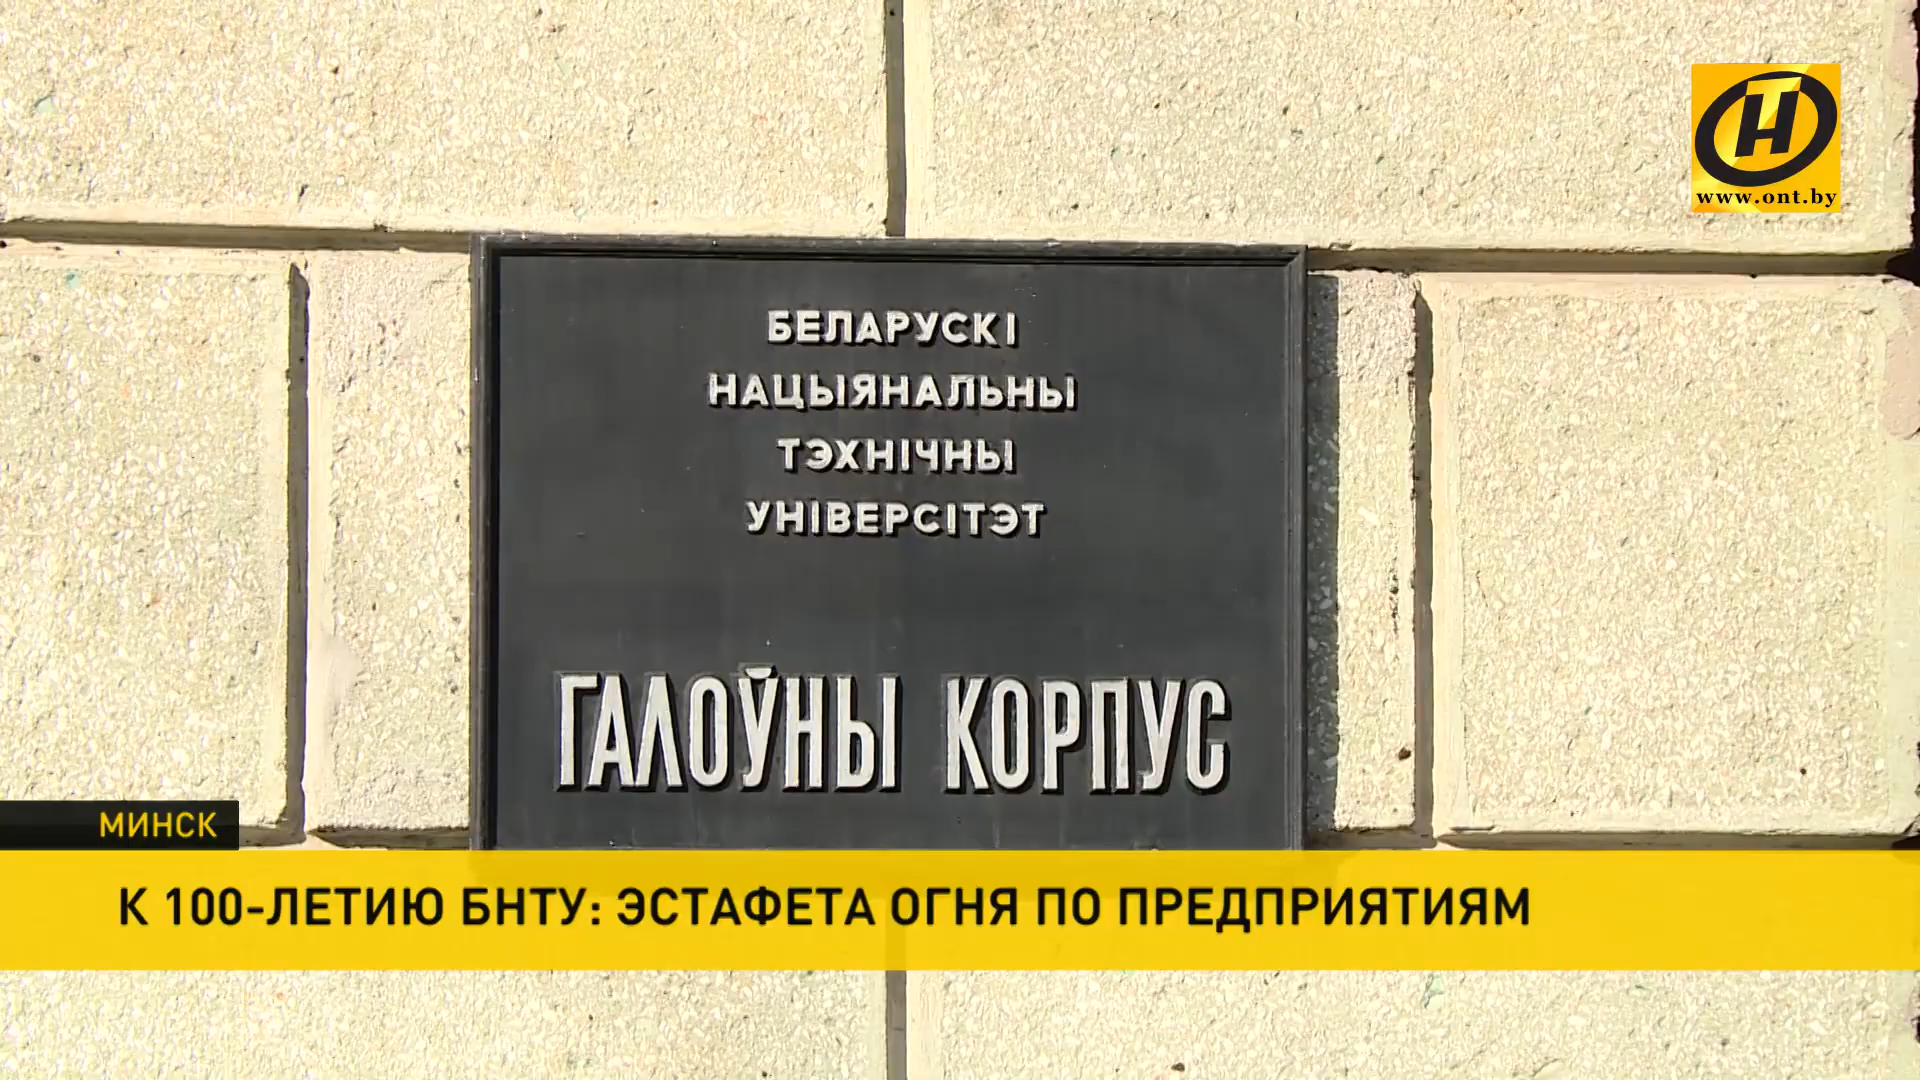 www.ont.by
БЕЛАРУСКІ
НАЦЫЯНАЛЬНЫ
ТЭХНІЧНЫ
УНІВЕРСІТЭТ
ГАЛОЎНЫ КОРПУС
МИНСК
К 100-ЛЕТИЮ БНТУ: ЭСТАФЕТА ОГНЯ ПО ПРЕДПРИЯТИЯМ